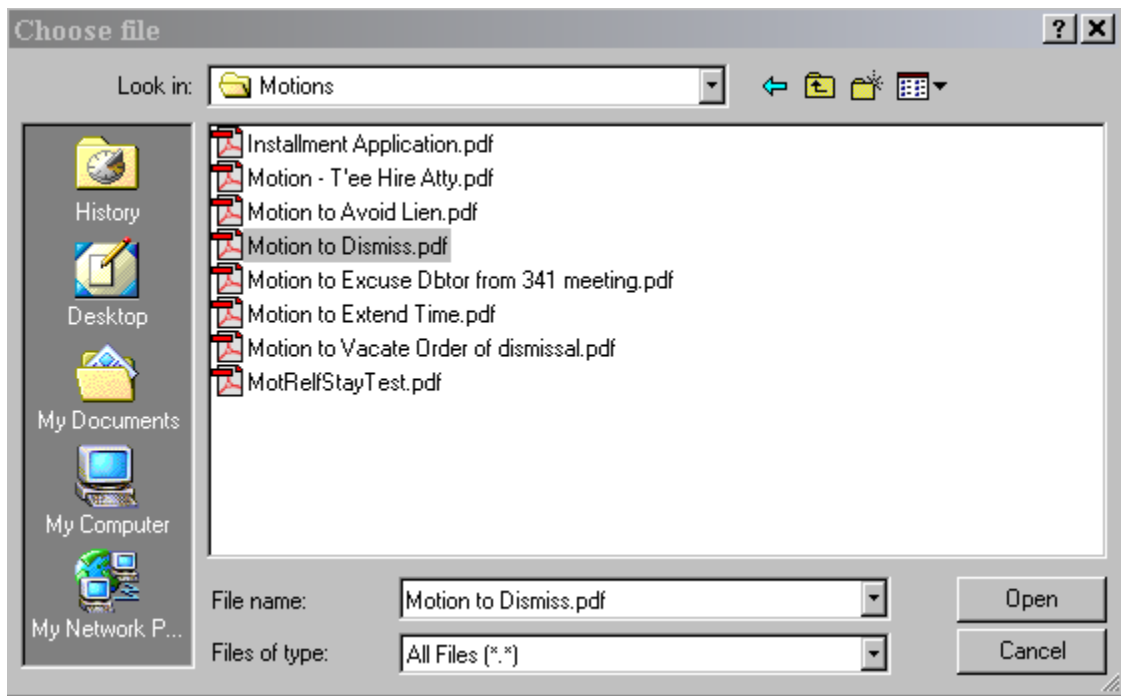 Choose file
Look in: Motions
History
Desktop
My Documents
My Computer
My Network P...
Installment Application.pdf
Motion - T'ee Hire Atty.pdf
Motion to Avoid Lien.pdf
Motion to Dismiss.pdf
Motion to Excuse Dbtor from 341 meeting.pdf
Motion to Extend Time.pdf
Motion to Vacate Order of dismissal.pdf
MotRelfStayTest.pdf
File name: Motion to Dismiss.pdf Open
Files of type: All Files (*.*) Cancel